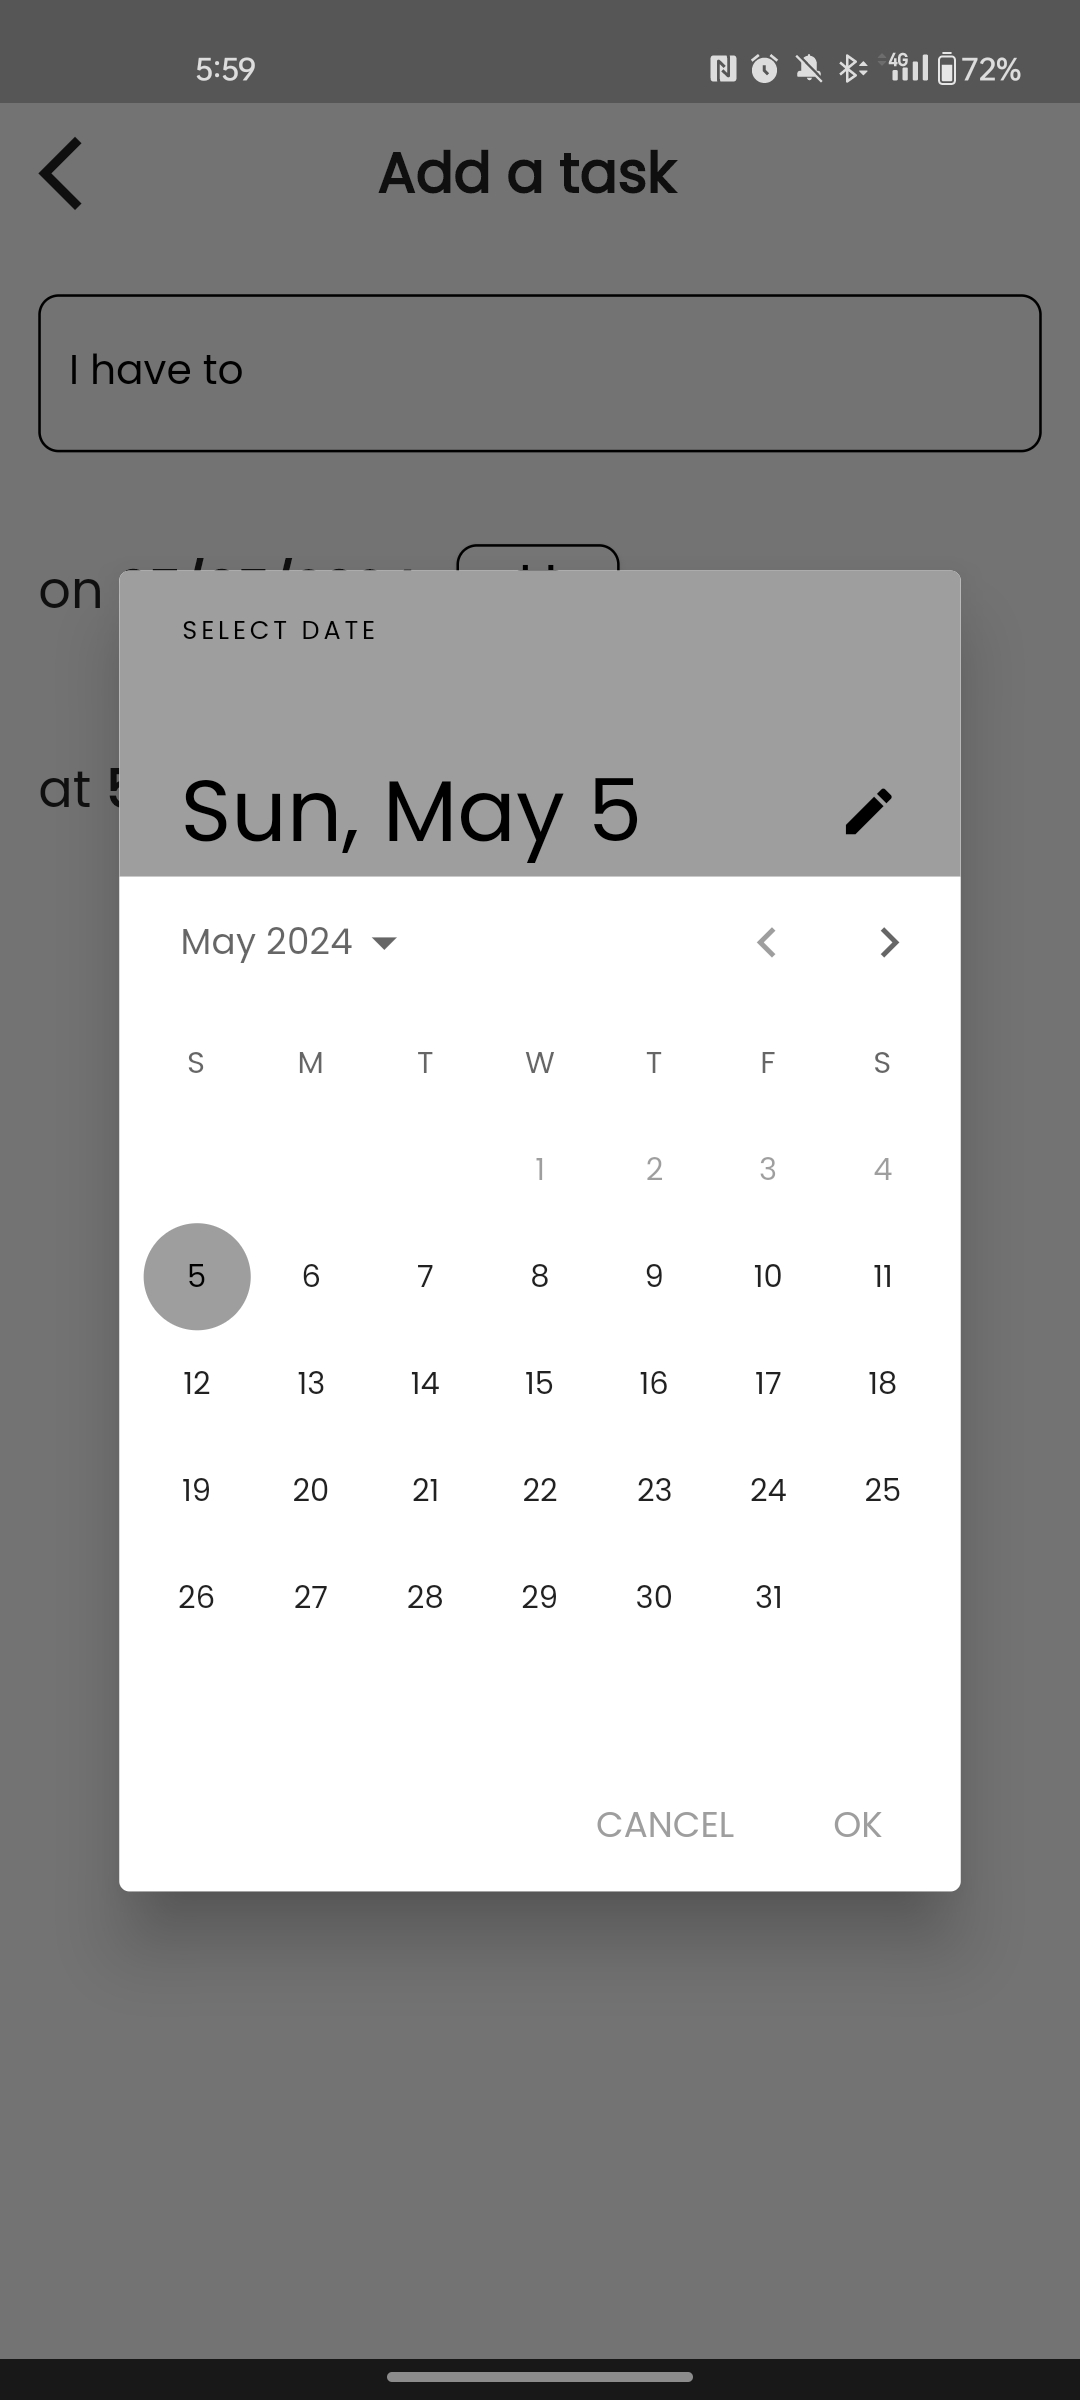 5:59 4G 72%
Add a task
I have to
on
SELECT DATE
at
Sun, May 5
May 2024
S M T W T F S
1 2 3 4
5 6 7 8 9 10 11
12 13 14 15 16 17 18
19 20 21 22 23 24 25
26 27 28 29 30 31
CANCEL OK